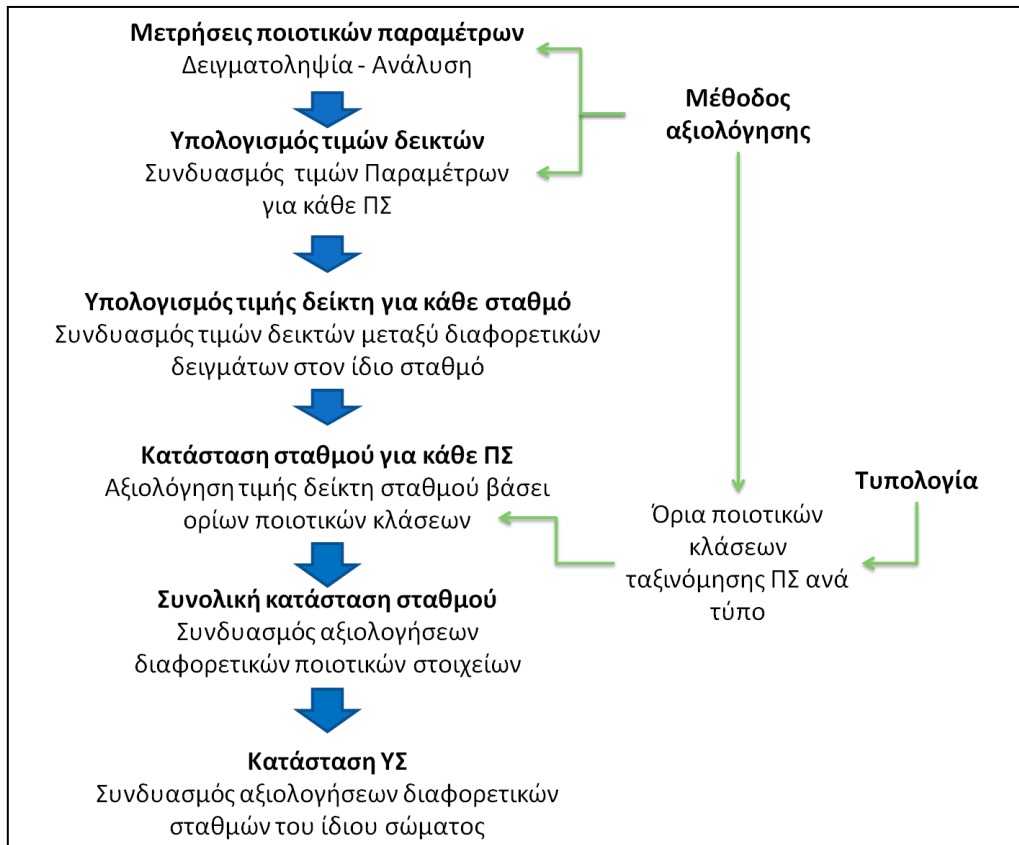 Μετρήσεις ποιοτικών παραμέτρων
Δειγματοληψία - Ανάλυση
Υπολογισμός τιμών δεικτών
Συνδυασμός τιμών Παραμέτρων
για κάθε ΠΣ
Υπολογισμός τιμής δείκτη για κάθε σταθμό
Συνδυασμός τιμών δεικτών μεταξύ διαφορετικών
δειγμάτων στον ίδιο σταθμό
Κατάσταση σταθμού για κάθε ΠΣ
Αξιολόγηση τιμής δείκτη σταθμού βάσει
ορίων ποιοτικών κλάσεων
Συνολική κατάσταση σταθμού
Συνδυασμός αξιολογήσεων
διαφορετικών ποιοτικών στοιχείων
Κατάσταση ΥΣ
Συνδυασμός αξιολογήσεων διαφορετικών
σταθμών του ίδιου σώματος
Μέθοδος
αξιολόγησης
Τυπολογία
Όρια ποιοτικών
κλάσεων
ταξινόμησης ΠΣ ανά
τύπο